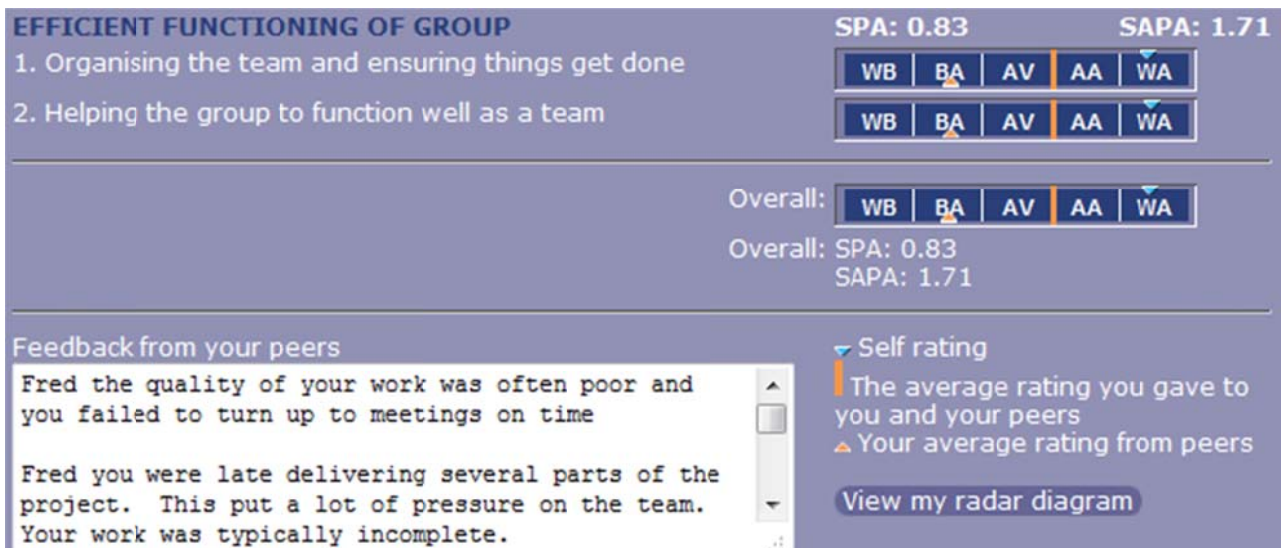 EFFICIENT FUNCTIONING OF GROUP SPA: 0.83 SAPA: 1.71
1. Organising the team and ensuring things get done WB BA AV AA WA
2. Helping the group to function well as a team WB BA AV AA WA
Overall: WB BA AV AA WA
Overall: SPA: 0.83
SAPA: 1.71
Feedback from your peers
Fred the quality of your work was often poor and
you failed to turn up to meetings on time
Fred you were late delivering several parts of the
project. This put a lot of pressure on the team.
Your work was typically incomplete.
Self rating
The average rating you gave to
you and your peers
Your average rating from peers
View my radar diagram